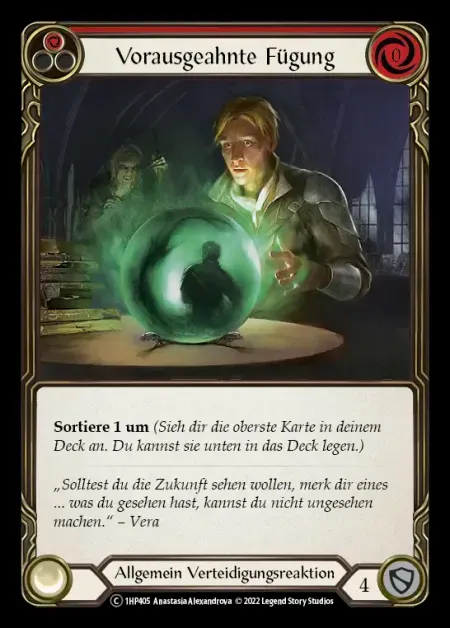 Vorausgeahnte Fügung
0
Sortiere 1 um (Sieh dir die oberste Karte in deinem
Deck an. Du kannst sie unten in das Deck legen.)
„Solltest du die Zukunft sehen wollen, merk dir eines
... was du gesehen hast, kannst du nicht ungesehen
machen.“ – Vera
Allgemein Verteidigungsreaktion
4
C 1HP405 Anastasia Alexandrova © 2022 Legend Story Studios